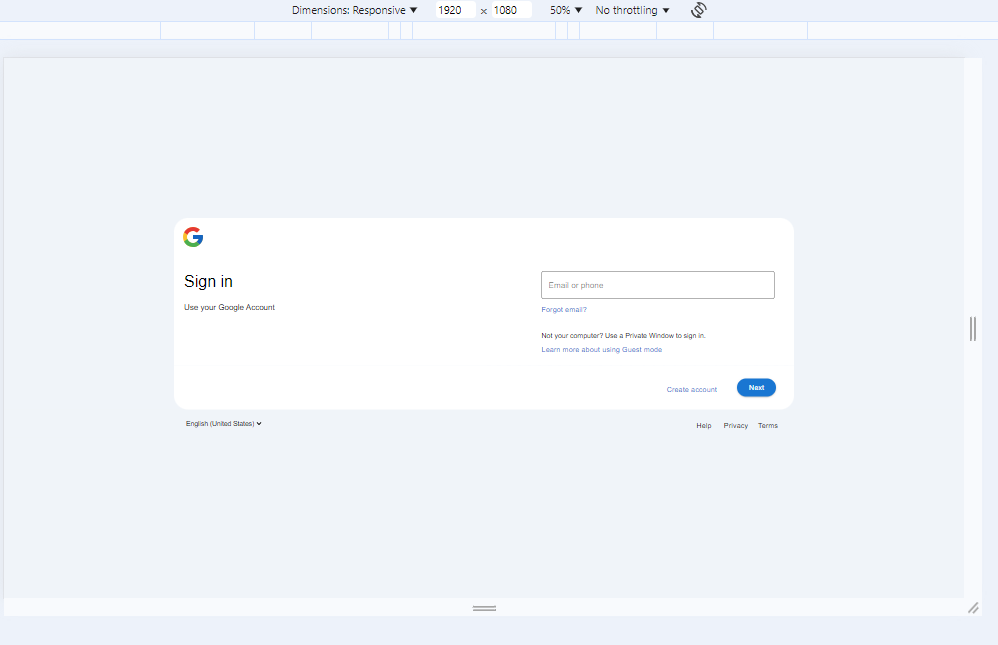 Dimensions: Responsive ▼ 1920 x 1080 50% ▼ No throttling ▼
Sign in
Use your Google Account
Email or phone
Forgot email?
Not your computer? Use a Private Window to sign in.
Learn more about using Guest mode
Create account
Next
English (United States)
Help Privacy Terms